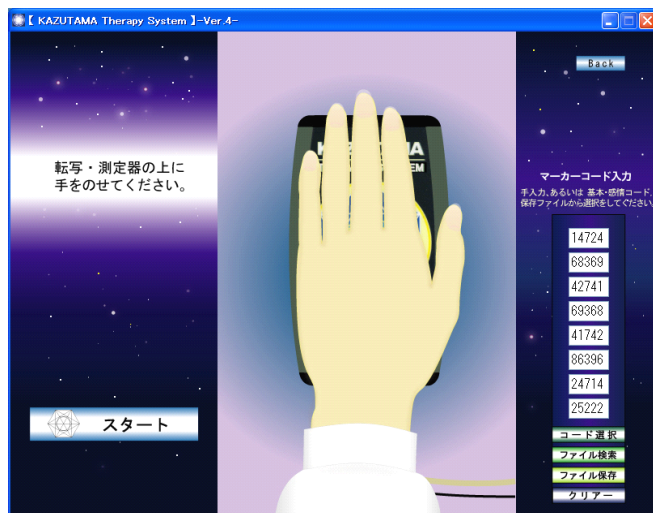 【 KAZUTAMA Therapy System 】-Ver.4-
Back
転写・測定器の上に
手をのせてください。
スタート
マーカーコード入力
手入力、あるいは 基本・感情コード、
保存ファイルから選択をしてください。
14724
68369
42741
69368
41742
86396
24714
25222
コード選択
ファイル検索
ファイル保存
クリアー